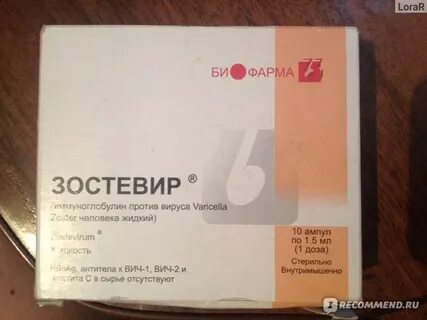 LoraR
БИОФАРМА
ЗОСТЕВИР ®
(иммуноглобулин против вируса Varicella
Zoster человека жидкий)
Zostevirum ®
Жидкость
HBsAg, антитела к ВИЧ-1, ВИЧ-2 и
гепатита С в сырье отсутствуют
10 ампул
по 1.5 мл
(1 доза)
Стерильно
Внутримышечно
RECOMMEND.RU